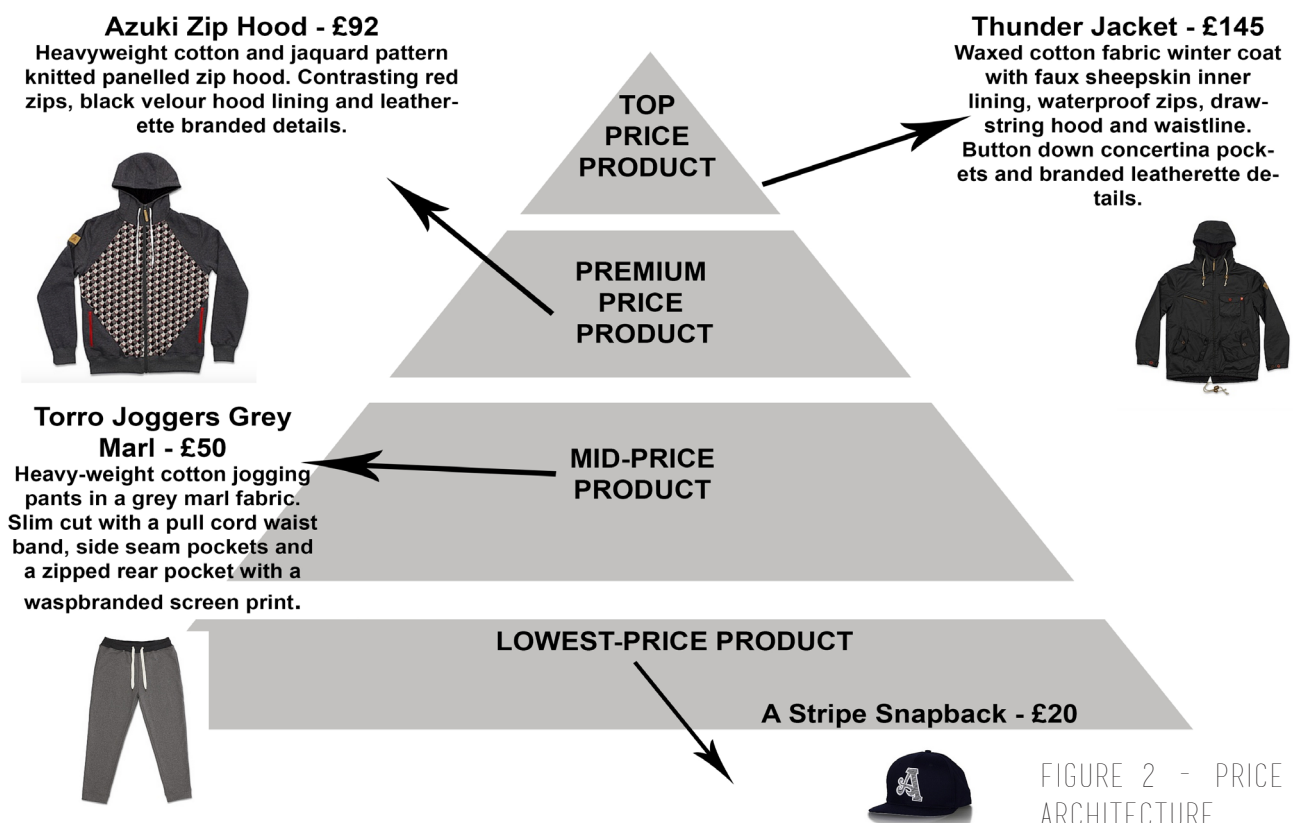 Azuki Zip Hood - £92
Heavyweight cotton and jaquard pattern
knitted panelled zip hood. Contrasting red
zips, black velour hood lining and leather-
ette branded details.
Thunder Jacket - £145
Waxed cotton fabric winter coat
with faux sheepskin inner
lining, waterproof zips, draw-
string hood and waistline.
Button down concertina pock-
ets and branded leatherette de-
tails.
TOP
PRICE
PRODUCT
PREMIUM
PRICE
PRODUCT
Torro Joggers Grey
Marl - £50
Heavy-weight cotton jogging
pants in a grey marl fabric.
Slim cut with a pull cord waist
band, side seam pockets and
a zipped rear pocket with a
waspbranded screen print.
MID-PRICE
PRODUCT
LOWEST-PRICE PRODUCT
A Stripe Snapback - £20
A
FIGURE 2 - PRICE
ARCHITECTURE